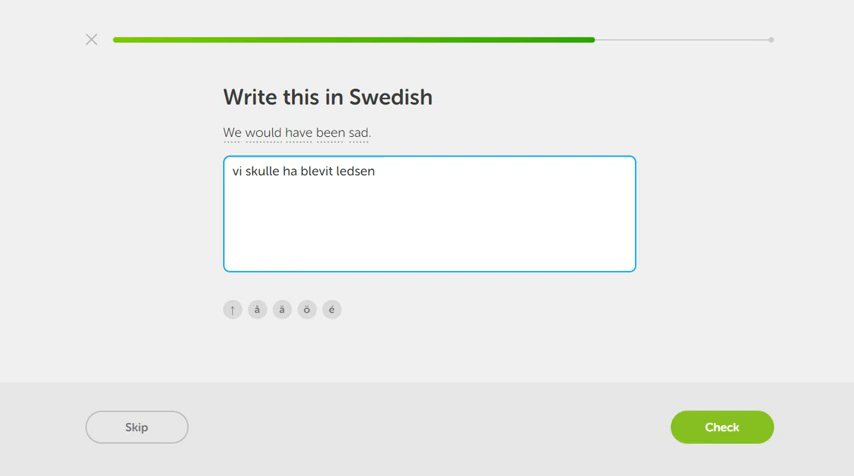 Write this in Swedish
We would have been sad.
vi skulle ha blevit ledsen
↑ å ä ö é
Skip
Check